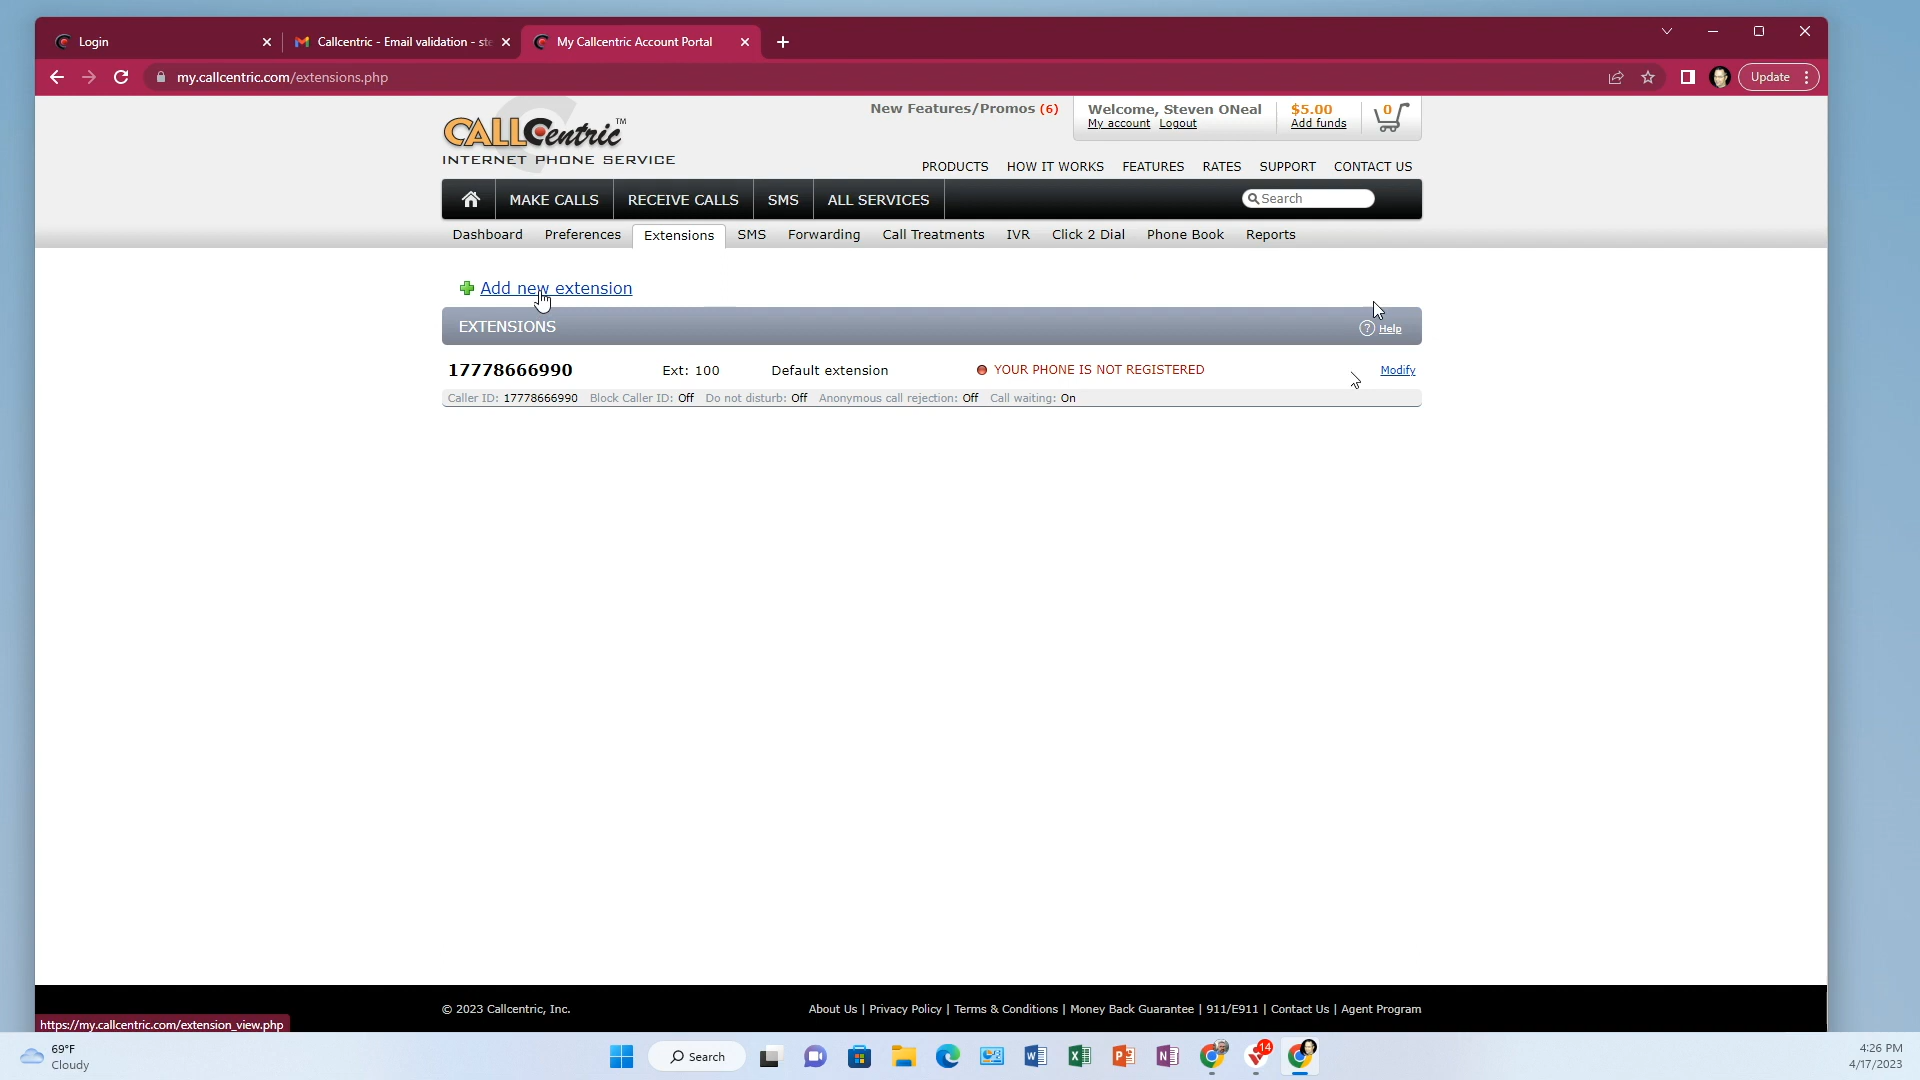 Login
Callcentric - Email validation - ste
My Callcentric Account Portal
my.callcentric.com/extensions.php
Update
New Features/Promos (6)
Welcome, Steven ONeal
My account Logout
$5.00
Add funds
0
CALLCentric™
INTERNET PHONE SERVICE
PRODUCTS HOW IT WORKS FEATURES RATES SUPPORT CONTACT US
MAKE CALLS RECEIVE CALLS SMS ALL SERVICES
Search
Dashboard Preferences Extensions SMS Forwarding Call Treatments IVR Click 2 Dial Phone Book Reports
Add new extension
EXTENSIONS
? Help
17778666990 Ext: 100 Default extension YOUR PHONE IS NOT REGISTERED Modify
Caller ID: 17778666990 Block Caller ID: Off Do not disturb: Off Anonymous call rejection: Off Call waiting: On
© 2023 Callcentric, Inc.
About Us | Privacy Policy | Terms & Conditions | Money Back Guarantee | 911/E911 | Contact Us | Agent Program
https://my.callcentric.com/extension_view.php
69°F
Cloudy
Search
14
4:26 PM
4/17/2023